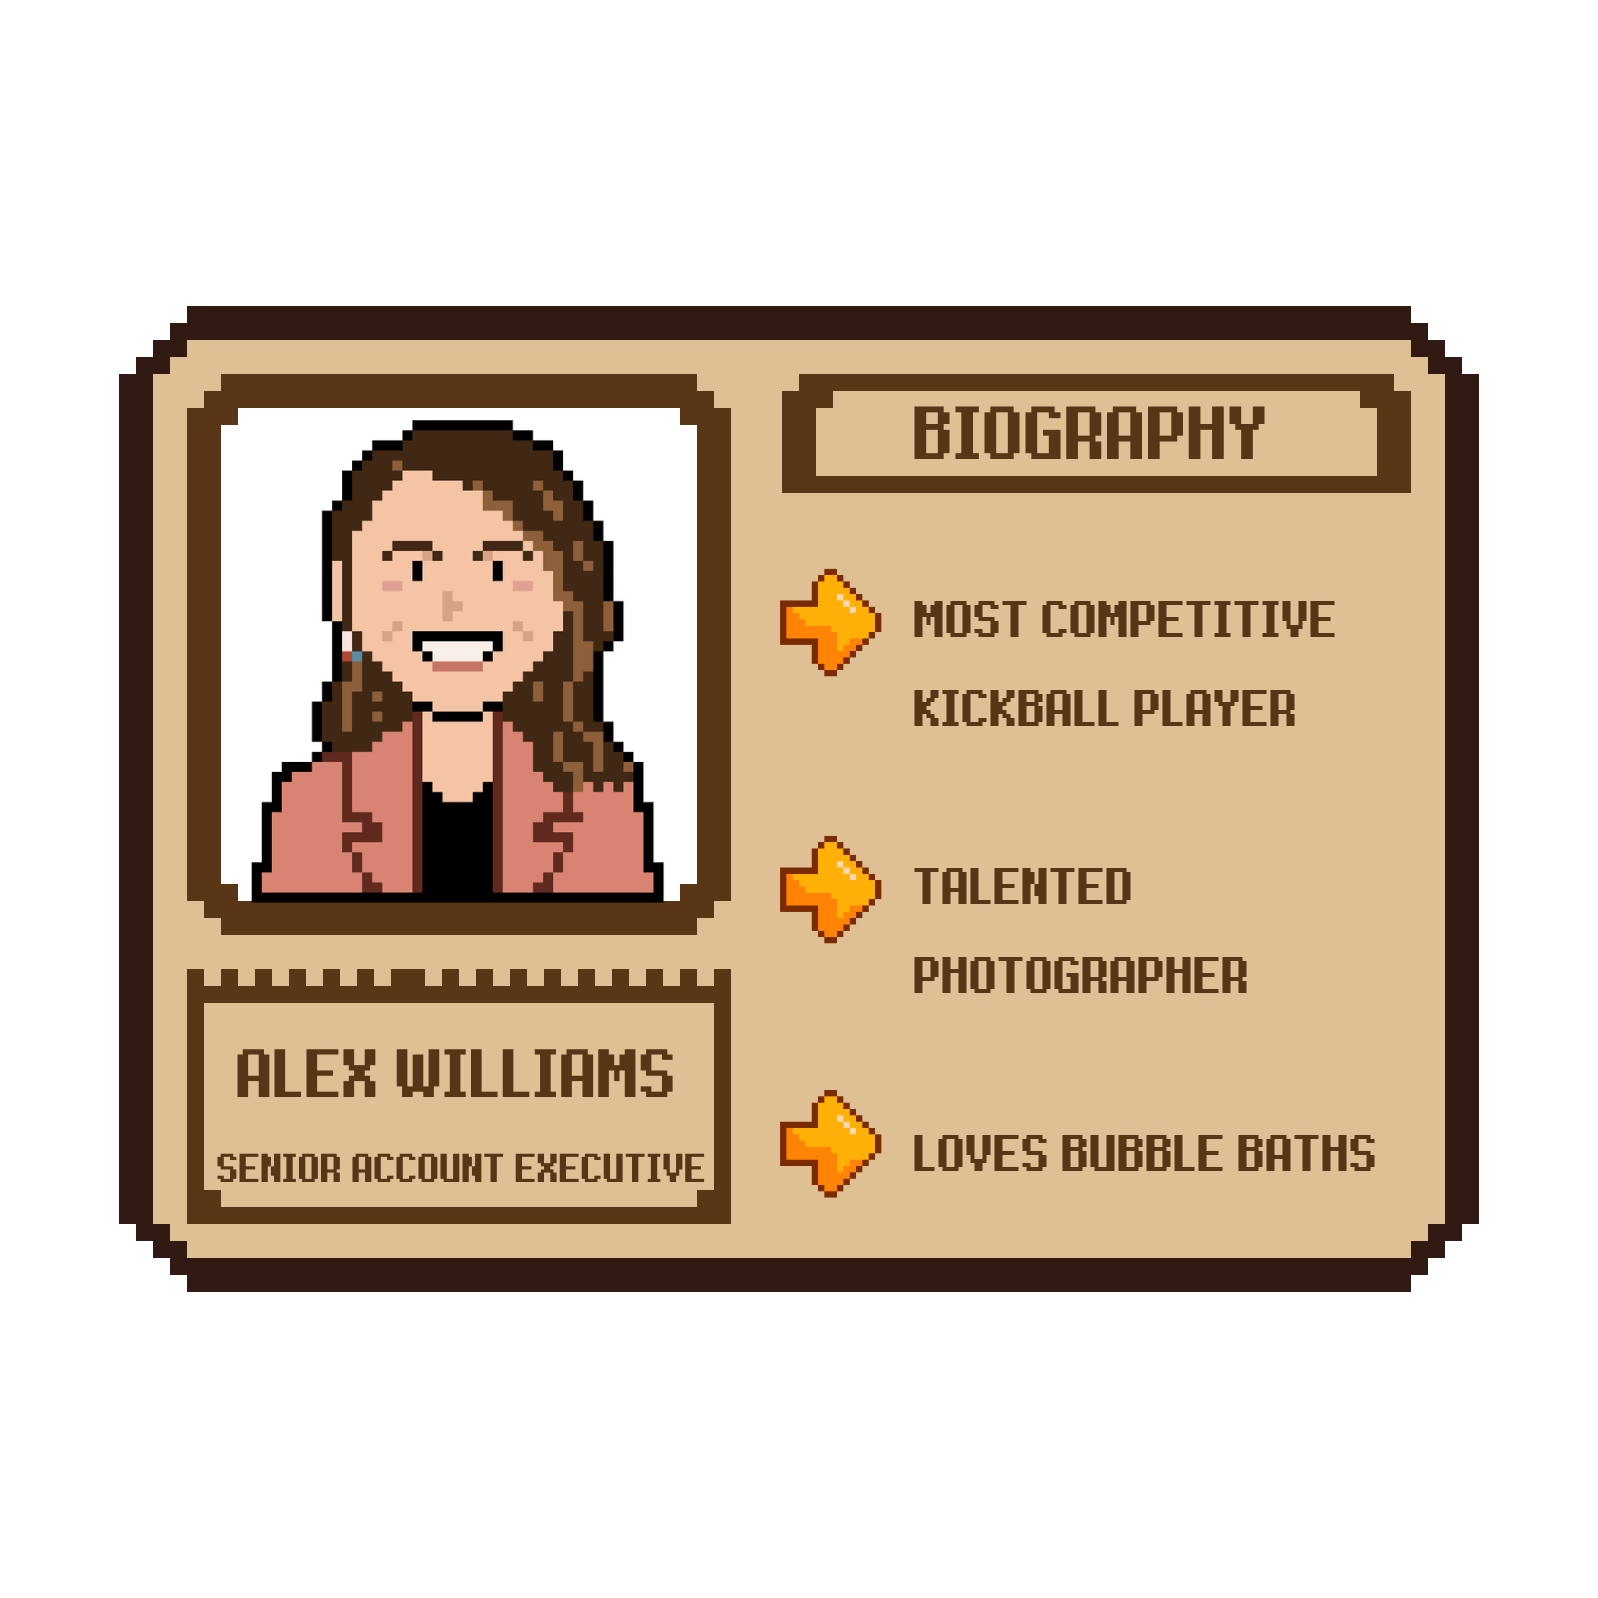 BIOGRAPHY
MOST COMPETITIVE
KICKBALL PLAYER
TALENTED
PHOTOGRAPHER
LOVES BUBBLE BATHS
ALEX WILLIAMS
SENIOR ACCOUNT EXECUTIVE